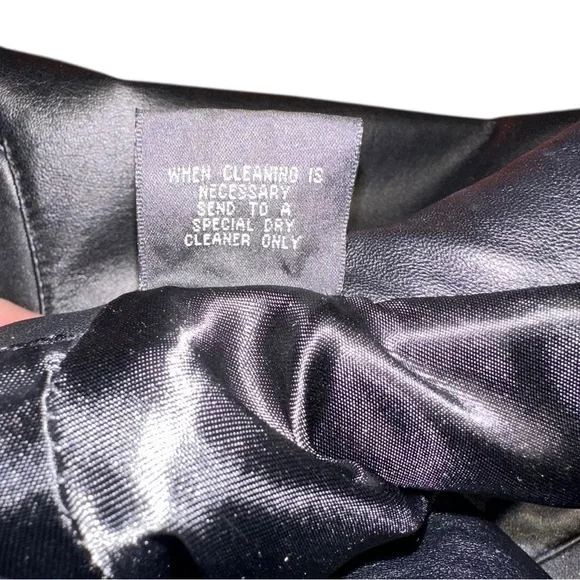 WHEN CLEANING IS
NECESSARY
SEND TO A
SPECIAL DRY
CLEANER ONLY